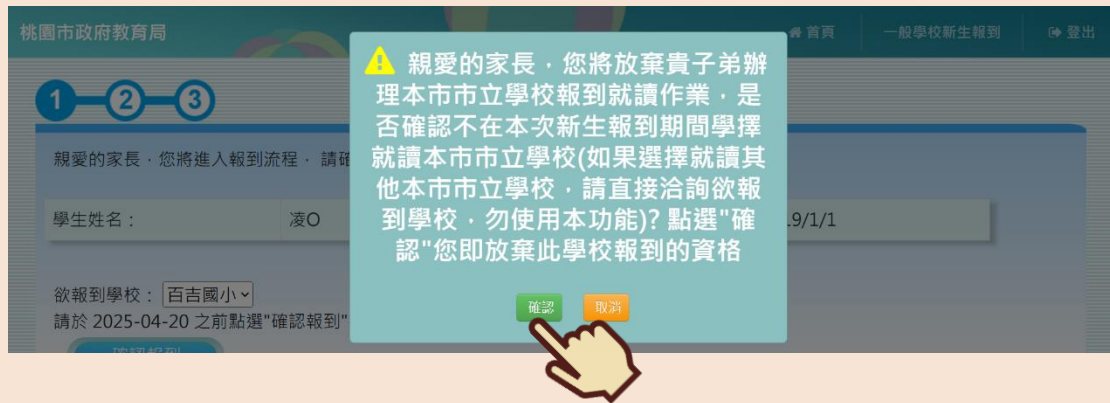 桃園市政府教育局
首頁
一般學校新生報到
登出
1 2 3
親愛的家長，您將放棄貴子弟辦
理本市市立學校報到就讀作業，是
否確認不在本次新生報到期間學擇
就讀本市市立學校(如果選擇就讀其
他本市市立學校，請直接洽詢欲報
到學校，勿使用本功能)? 點選"確
認"您即放棄此學校報到的資格
確認
取消
親愛的家長，您將進入報到流程， 請確
學生姓名：
凌O
.9/1/1
欲報到學校： 百吉國小
請於 2025-04-20 之前點選"確認報到"
確認報到